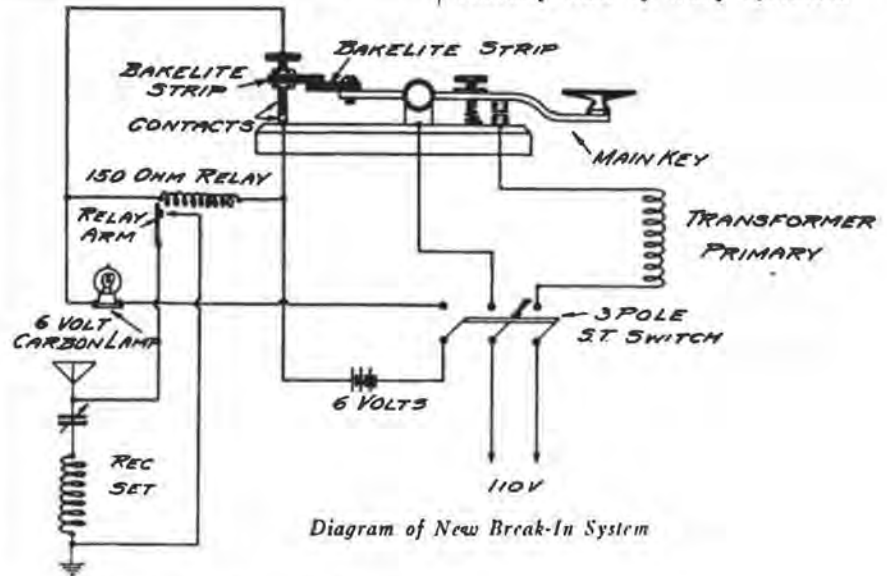 BAKELITE STRIP
BAKELITE
STRIP
CONTACTS
MAIN KEY
150 OHM RELAY
RELAY
ARM
TRANSFORMER
PRIMARY
6 VOLT
CARBON LAMP
3 POLE
S.T. SWITCH
6 VOLTS
REC
SET
110V
Diagram of New Break-In System